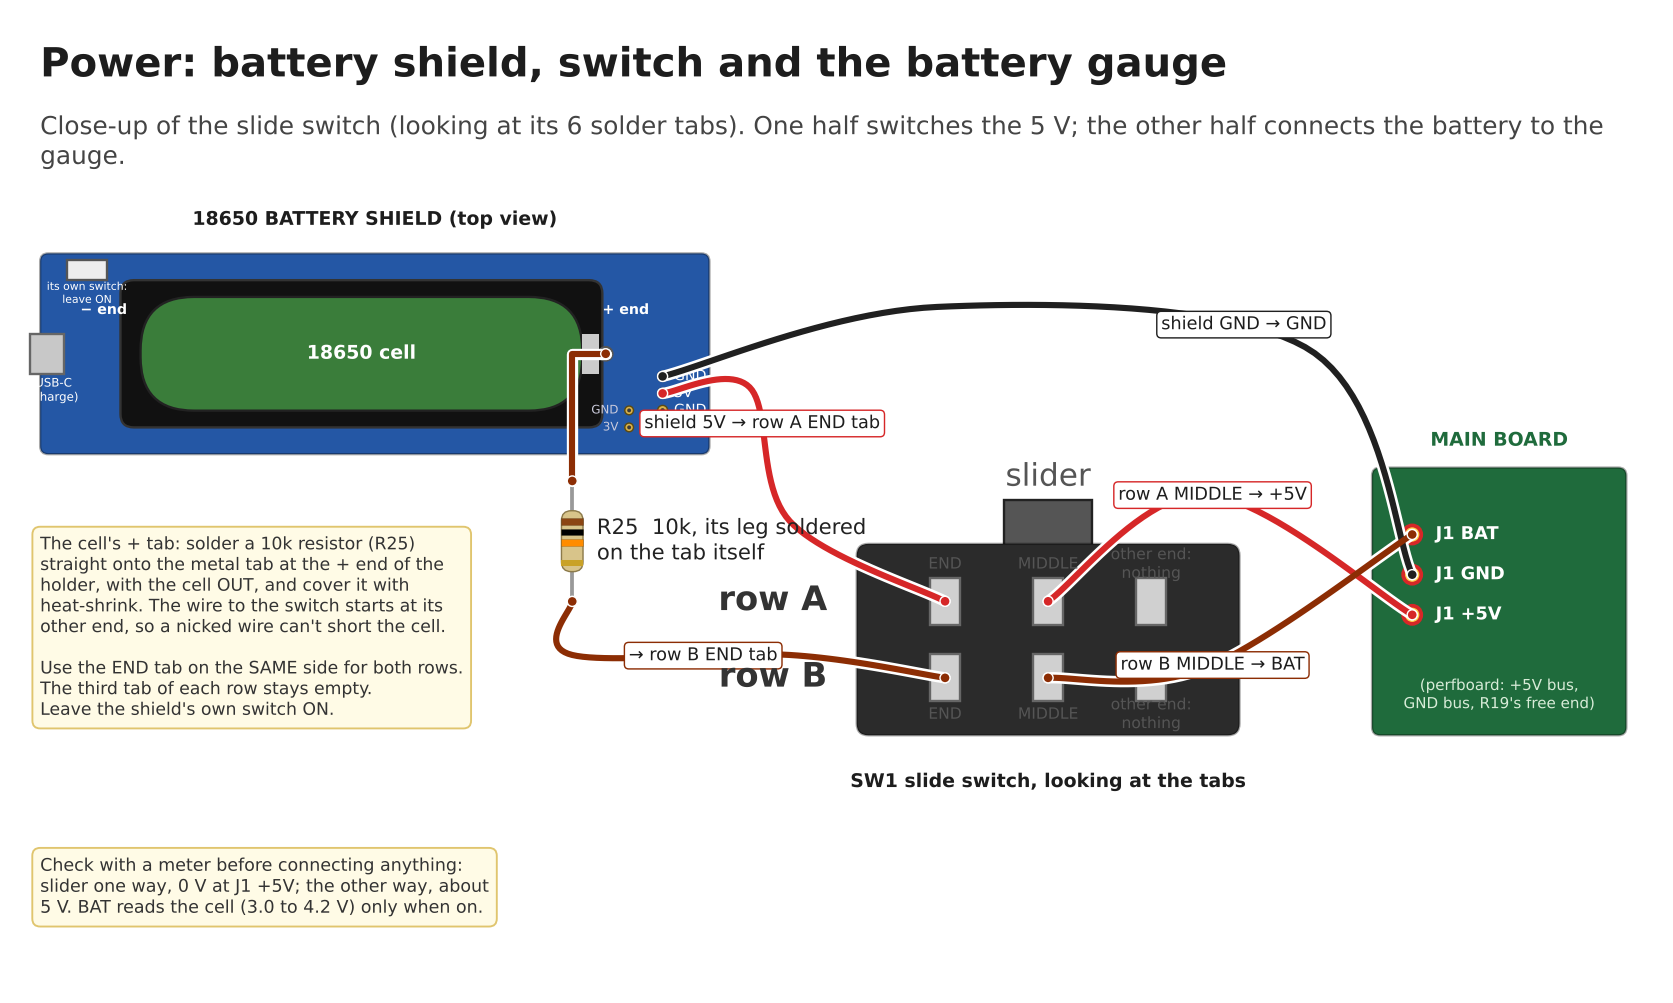 Power: battery shield, switch and the battery gauge
Close-up of the slide switch (looking at its 6 solder tabs). One half switches the 5 V; the other half connects the battery to the
gauge.
18650 BATTERY SHIELD (top view)
its own switch:
leave ON
− end
+ end
18650 cell
USB-C
(charge)
GND
5V
GND
GND
3V
shield GND → GND
shield 5V → row A END tab
MAIN BOARD
slider
row A MIDDLE → +5V
R25 10k, its leg soldered
on the tab itself
The cell's + tab: solder a 10k resistor (R25)
straight onto the metal tab at the + end of the
holder, with the cell OUT, and cover it with
heat-shrink. The wire to the switch starts at its
other end, so a nicked wire can't short the cell.
Use the END tab on the SAME side for both rows.
The third tab of each row stays empty.
Leave the shield's own switch ON.
END
MIDDLE
other end:
nothing
row A
→ row B END tab
row B
row B MIDDLE → BAT
END
MIDDLE
other end:
nothing
J1 BAT
J1 GND
J1 +5V
(perfboard: +5V bus,
GND bus, R19's free end)
SW1 slide switch, looking at the tabs
Check with a meter before connecting anything:
slider one way, 0 V at J1 +5V; the other way, about
5 V. BAT reads the cell (3.0 to 4.2 V) only when on.